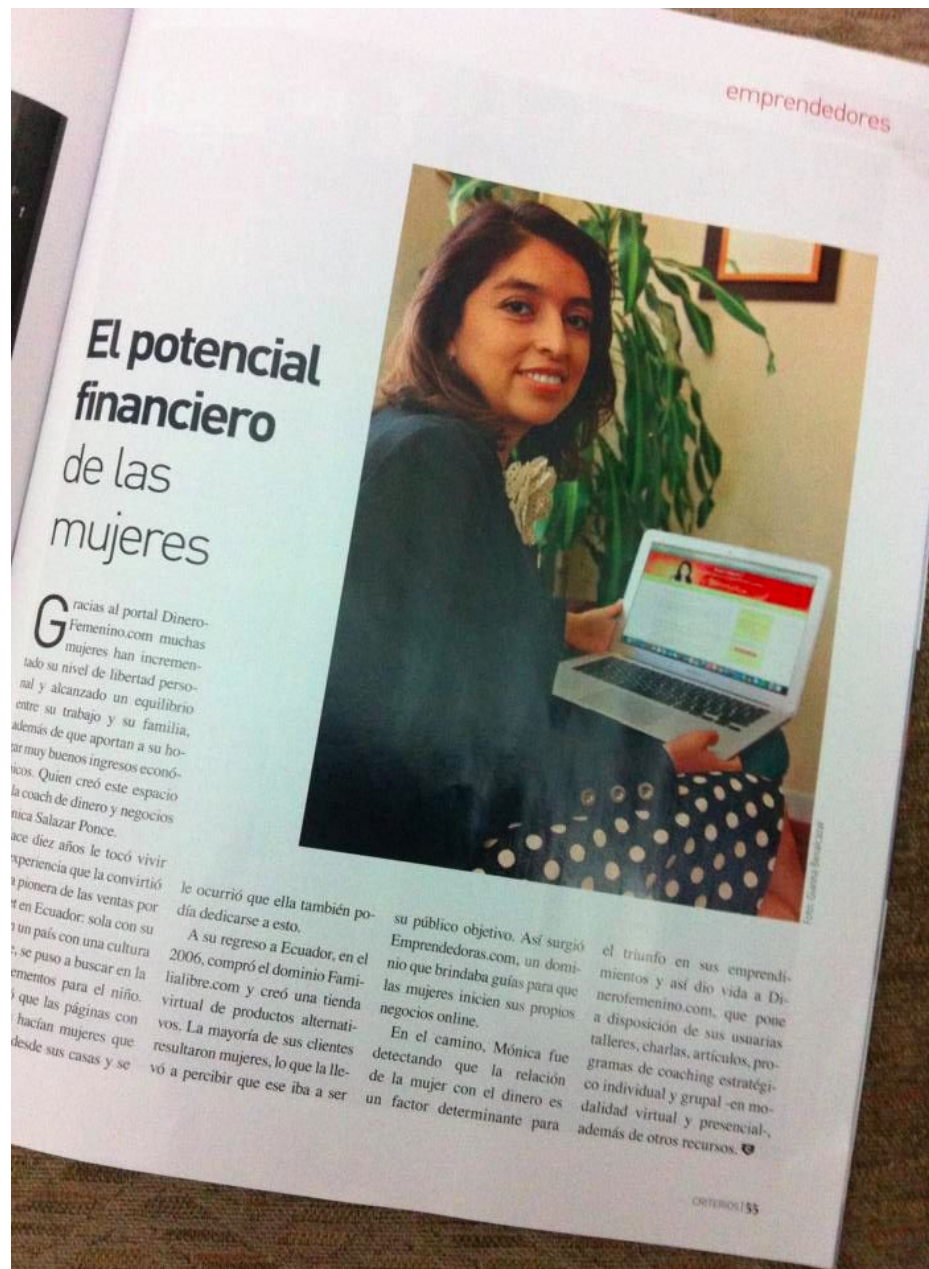 emprendedores
El potencial
financiero
de las
mujeres
Gracias al portal Dinero-
Femenino.com muchas
mujeres han incremen-
tado su nivel de libertad perso-
nal y alcanzado un equilibrio
entre su trabajo y su familia,
además de que aportan a su ho-
muy buenos ingresos econó-
Quien creó este espacio
la coach de dinero y negocios
Salazar Ponce.
diez años le tocó vivir
experiencia que la convirtió
pionera de las ventas por
en Ecuador: sola con su
un país con una cultura
se puso a buscar en la
para el niño.
que las páginas con
hacían mujeres que
desde sus casas y se
le ocurrió que ella también po-
día dedicarse a esto.
A su regreso a Ecuador, en el
2006, compró el dominio Fami-
lialibre.com y creó una tienda
virtual de productos alternati-
vos. La mayoría de sus clientes
resultaron mujeres, lo que la lle-
vó a percibir que ese iba a ser
su público objetivo. Así surgió
Emprendedoras.com, un domi-
nio que brindaba guías para que
las mujeres inicien sus propios
negocios online.
En el camino, Mónica fue
detectando que la relación
de la mujer con el dinero es
un factor determinante para
el triunfo en sus emprendi-
mientos y así dio vida a Di-
nerofemenino.com, que pone
a disposición de sus usuarias
talleres, charlas, artículos, pro-
gramas de coaching estratégi-
co individual y grupal -en mo-
dalidad virtual y presencial-,
además de otros recursos.
CRITERIOS | 55